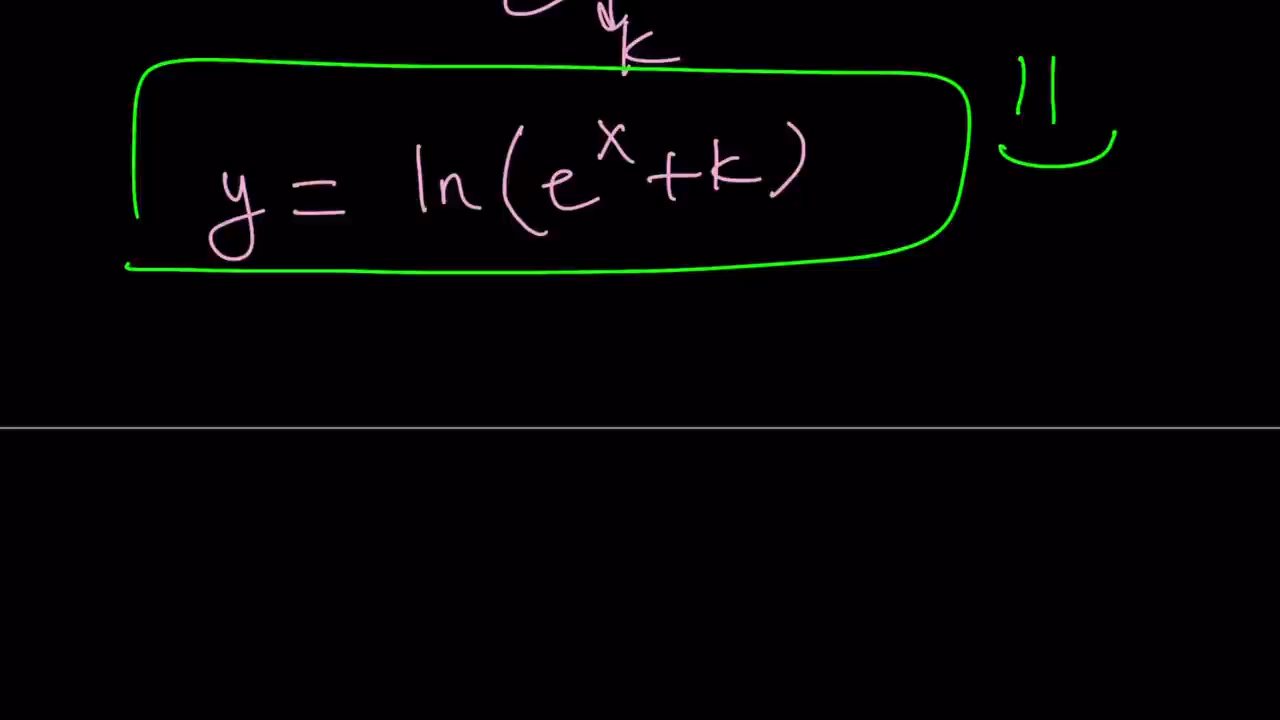 k
y = ln(e^x + k)